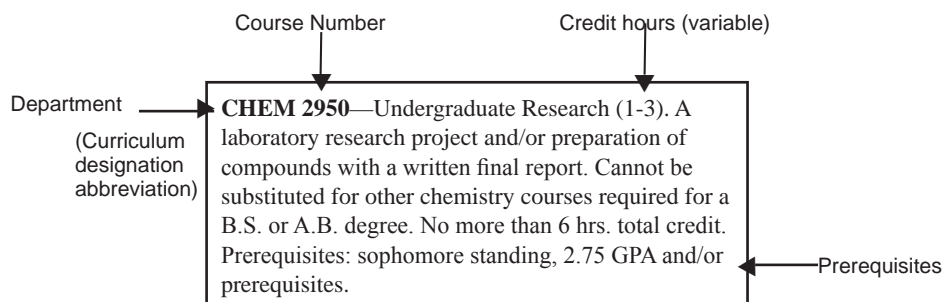 Course Number
Credit hours (variable)
Department
(Curriculum
designation
abbreviation)
CHEM 2950—Undergraduate Research (1-3). A
laboratory research project and/or preparation of
compounds with a written final report. Cannot be
substituted for other chemistry courses required for a
B.S. or A.B. degree. No more than 6 hrs. total credit.
Prerequisites: sophomore standing, 2.75 GPA and/or
prerequisites.
Prerequisites